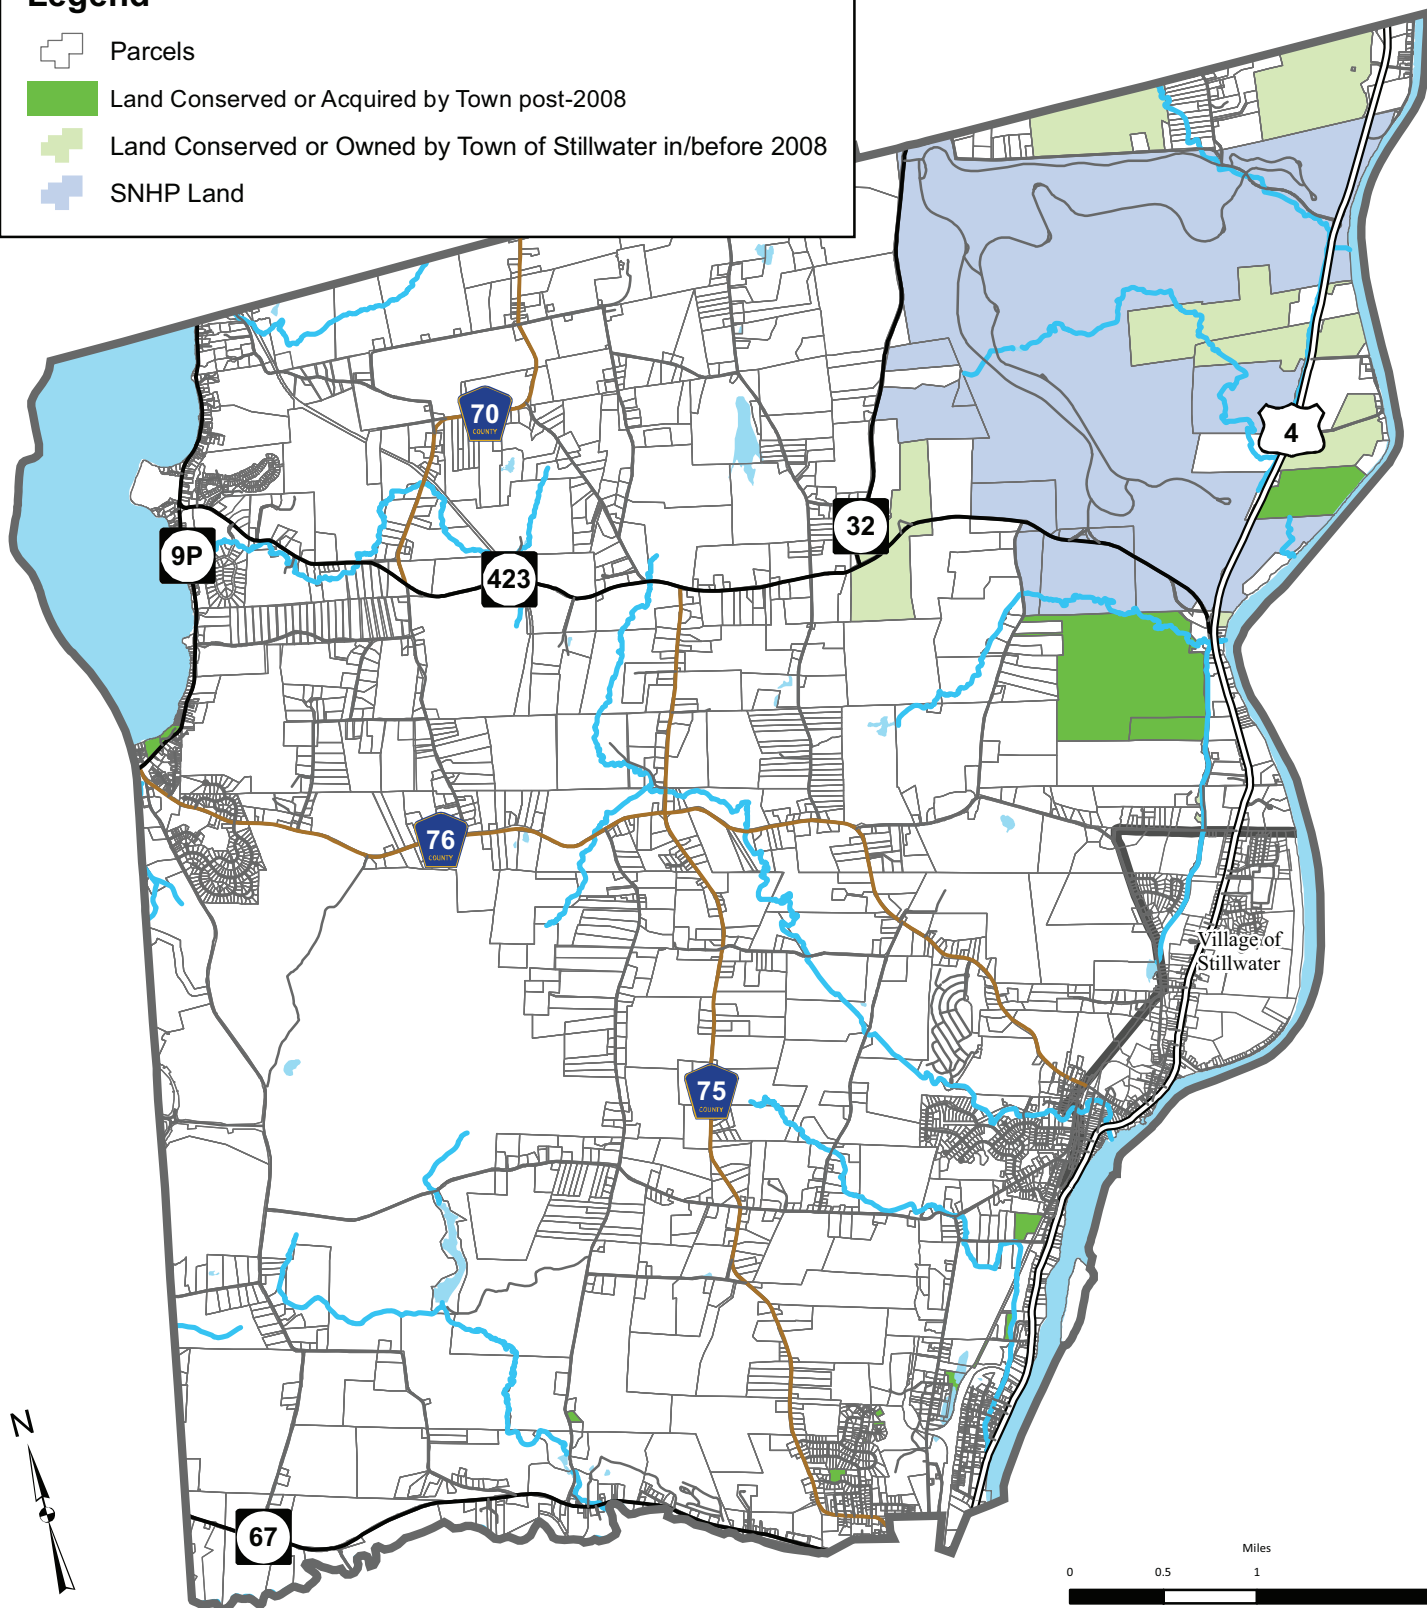 Legend
Parcels
Land Conserved or Acquired by Town post-2008
Land Conserved or Owned by Town of Stillwater in/before 2008
SNHP Land
70
COUNTY
4
32
9P
423
76
COUNTY
Village of
Stillwater
75
COUNTY
N
67
Miles
0 0.5 1